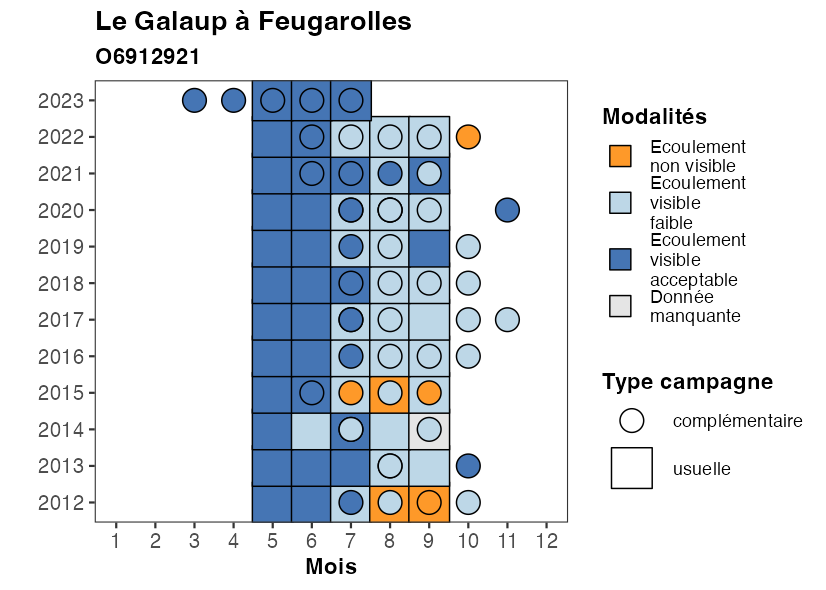 Le Galaup à Feugarolles
O6912921
2023
2022
2021
2020
2019
2018
2017
2016
2015
2014
2013
2012
1 2 3 4 5 6 7 8 9 10 11 12
Mois
Modalités
Ecoulement
non visible
Ecoulement
visible
faible
Ecoulement
visible
acceptable
Donnée
manquante
Type campagne
complémentaire
usuelle